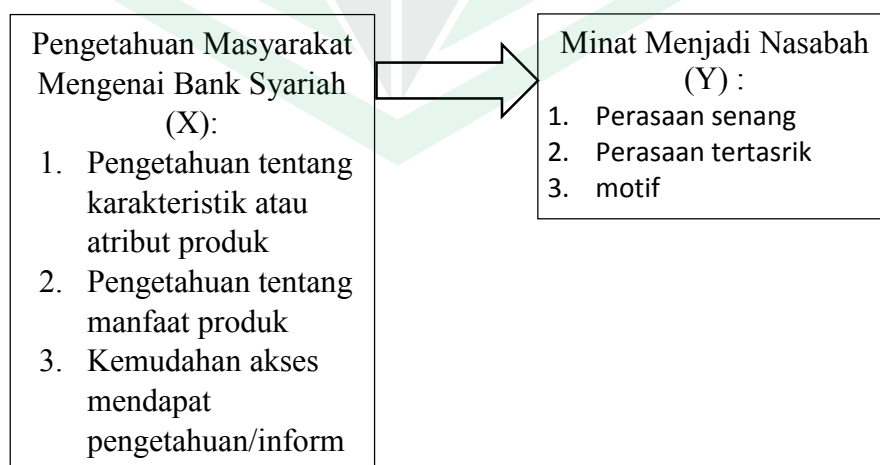 Pengetahuan Masyarakat
Mengenai Bank Syariah
(X):
1. Pengetahuan tentang
karakteristik atau
atribut produk
2. Pengetahuan tentang
manfaat produk
3. Kemudahan akses
mendapat
pengetahuan/inform
Minat Menjadi Nasabah
(Y) :
1. Perasaan senang
2. Perasaan tertasrik
3. motif